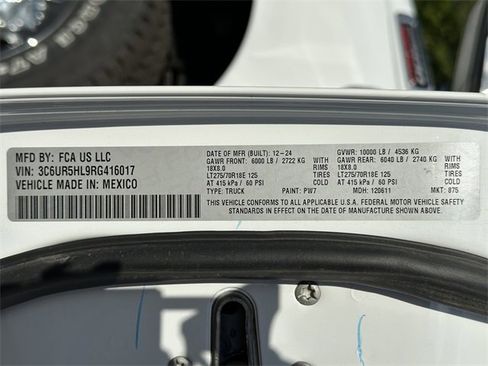 MFD BY: FCA US LLC
VIN: 3C6UR5HL9RG416017
VEHICLE MADE IN: MEXICO
DATE OF MFR (BUILT): 12-24
GAWR FRONT: 6000 LB / 2722 KG
WITH
RIMS
18X8.0
TIRES
LT275/70R18E 125
AT 415 kPa / 60 PSI
TYPE: TRUCK
PAINT: PW7
GVWR: 10000 LB / 4536 KG
GAWR REAR: 6040 LB / 2740 KG
WITH
RIMS
18X8.0
TIRES
LT275/70R18E 125
AT 415 kPa / 60 PSI
MDH: 120611
MKT: 875
THIS VEHICLE CONFORMS TO ALL APPLICABLE U.S.A. FEDERAL MOTOR VEHICLE SAFETY
STANDARDS IN EFFECT ON THE DATE OF MANUFACTURE SHOWN ABOVE.